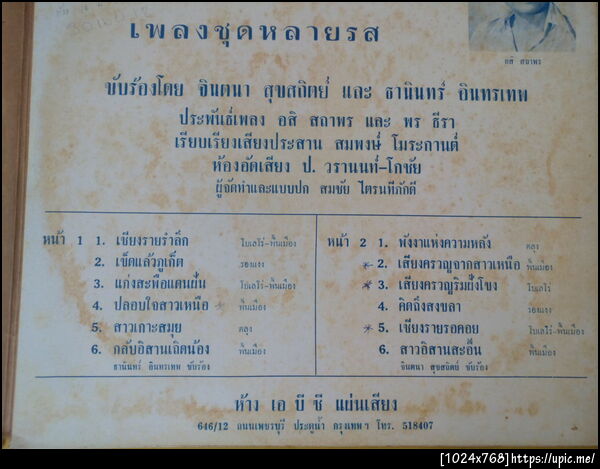 เพลงชุดหลายรส
อสิ สถาพร
ขับร้องโดย จินตนา สุขสถิตย์ และ ธานินทร์ อินทรเทพ
ประพันธ์เพลง อสิ สถาพร และ พร ธีรา
เรียบเรียงเสียงประสาน สมพงษ์ โมระกานต์
ห้องอัดเสียง ป. วรานนท์-โกชัย
ผู้จัดทำและแบบปก สมชัย ไตรนทีภักดี
หน้า 1 1. เชียงรายรำลึก โบเลโร่-พื้นเมือง
2. เช็ดแล้วภูเก็ต รองแงง
3. แก่งสะพือแดนฝัน โบเลโร่-พื้นเมือง
4. ปลอบใจสาวเหนือ พื้นเมือง
5. สาวเกาะสมุย ตลุง
6. กลับอิสานเถิดน้อง พื้นเมือง
ธานินทร์ อินทรเทพ ขับร้อง
หน้า 2 1. พังงาแห่งความหลัง ตลุง
2. เสียงครวญจากสาวเหนือ พื้นเมือง
3. เสียงครวญริมฝั่งโขง โบเลโร่
4. คิดถึงสงขลา รองแงง
5. เชียงรายรอคอย โบเลโร่-พื้นเมือง
6. สาวอิสานสะอื้น พื้นเมือง
จินตนา สุขสถิตย์ ขับร้อง
ห้าง เอ บี ซี แผ่นเสียง
646/12 ถนนเพชรบุรี ประตูน้ำ กรุงเทพฯ โทร. 518407
[1024x768]https://upic.me/